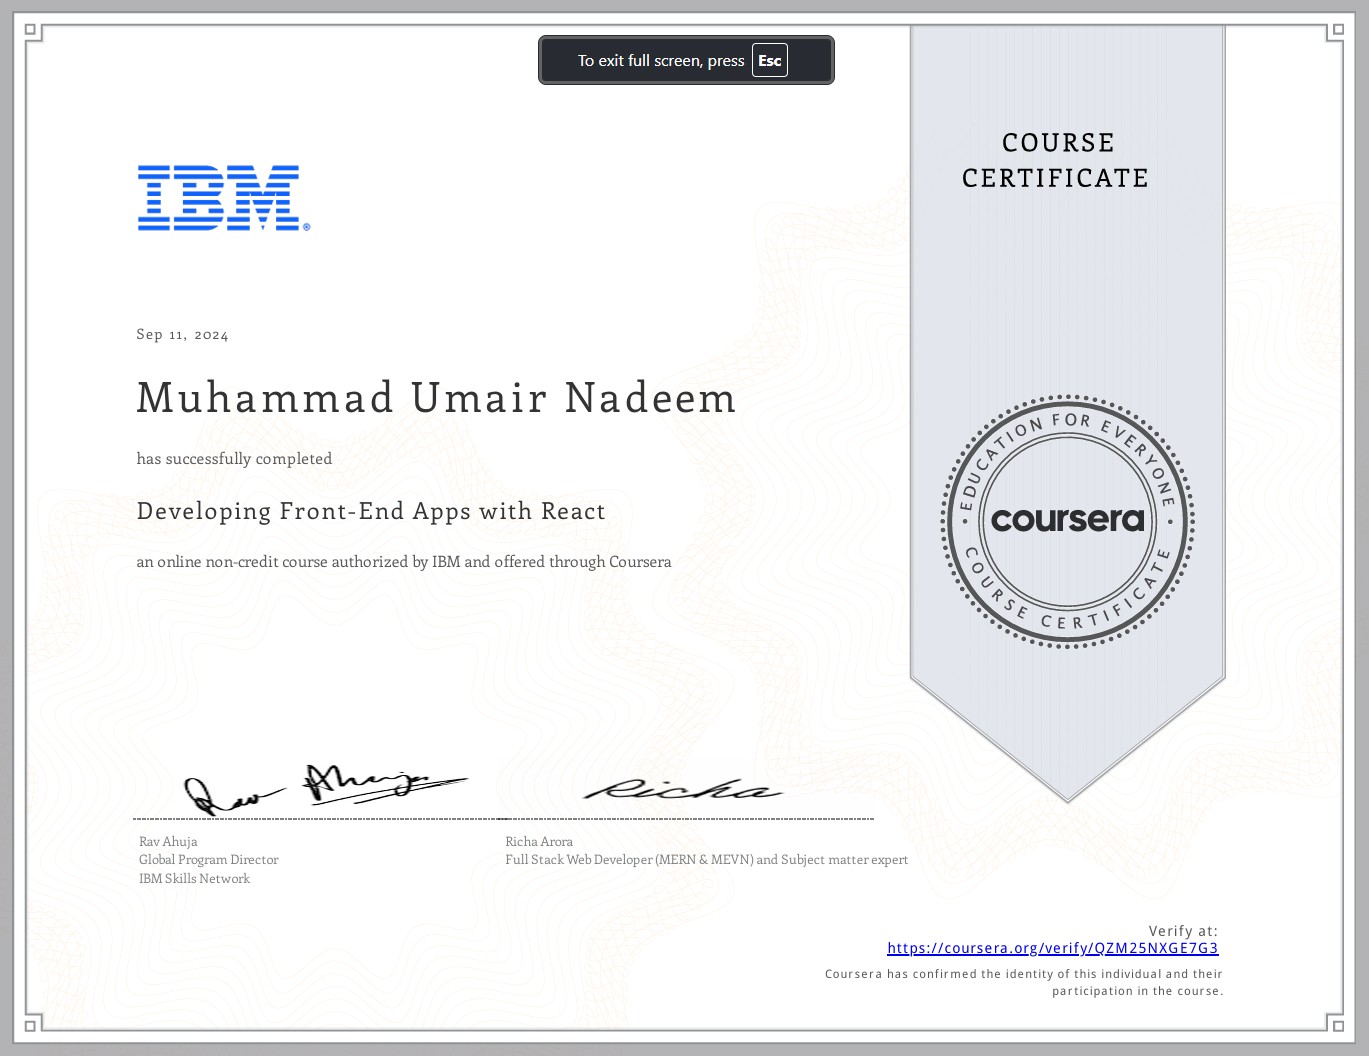 To exit full screen, press Esc
COURSE
CERTIFICATE
IBM®
Sep 11, 2024
Muhammad Umair Nadeem
has successfully completed
Developing Front-End Apps with React
an online non-credit course authorized by IBM and offered through Coursera
EDUCATION FOR EVERYONE
coursera
COURSE CERTIFICATE
Rav Ahuja
Richa
Rav Ahuja
Global Program Director
IBM Skills Network
Richa Arora
Full Stack Web Developer (MERN & MEVN) and Subject matter expert
Verify at:
https://coursera.org/verify/QZM25NXGE7G3
Coursera has confirmed the identity of this individual and their
participation in the course.